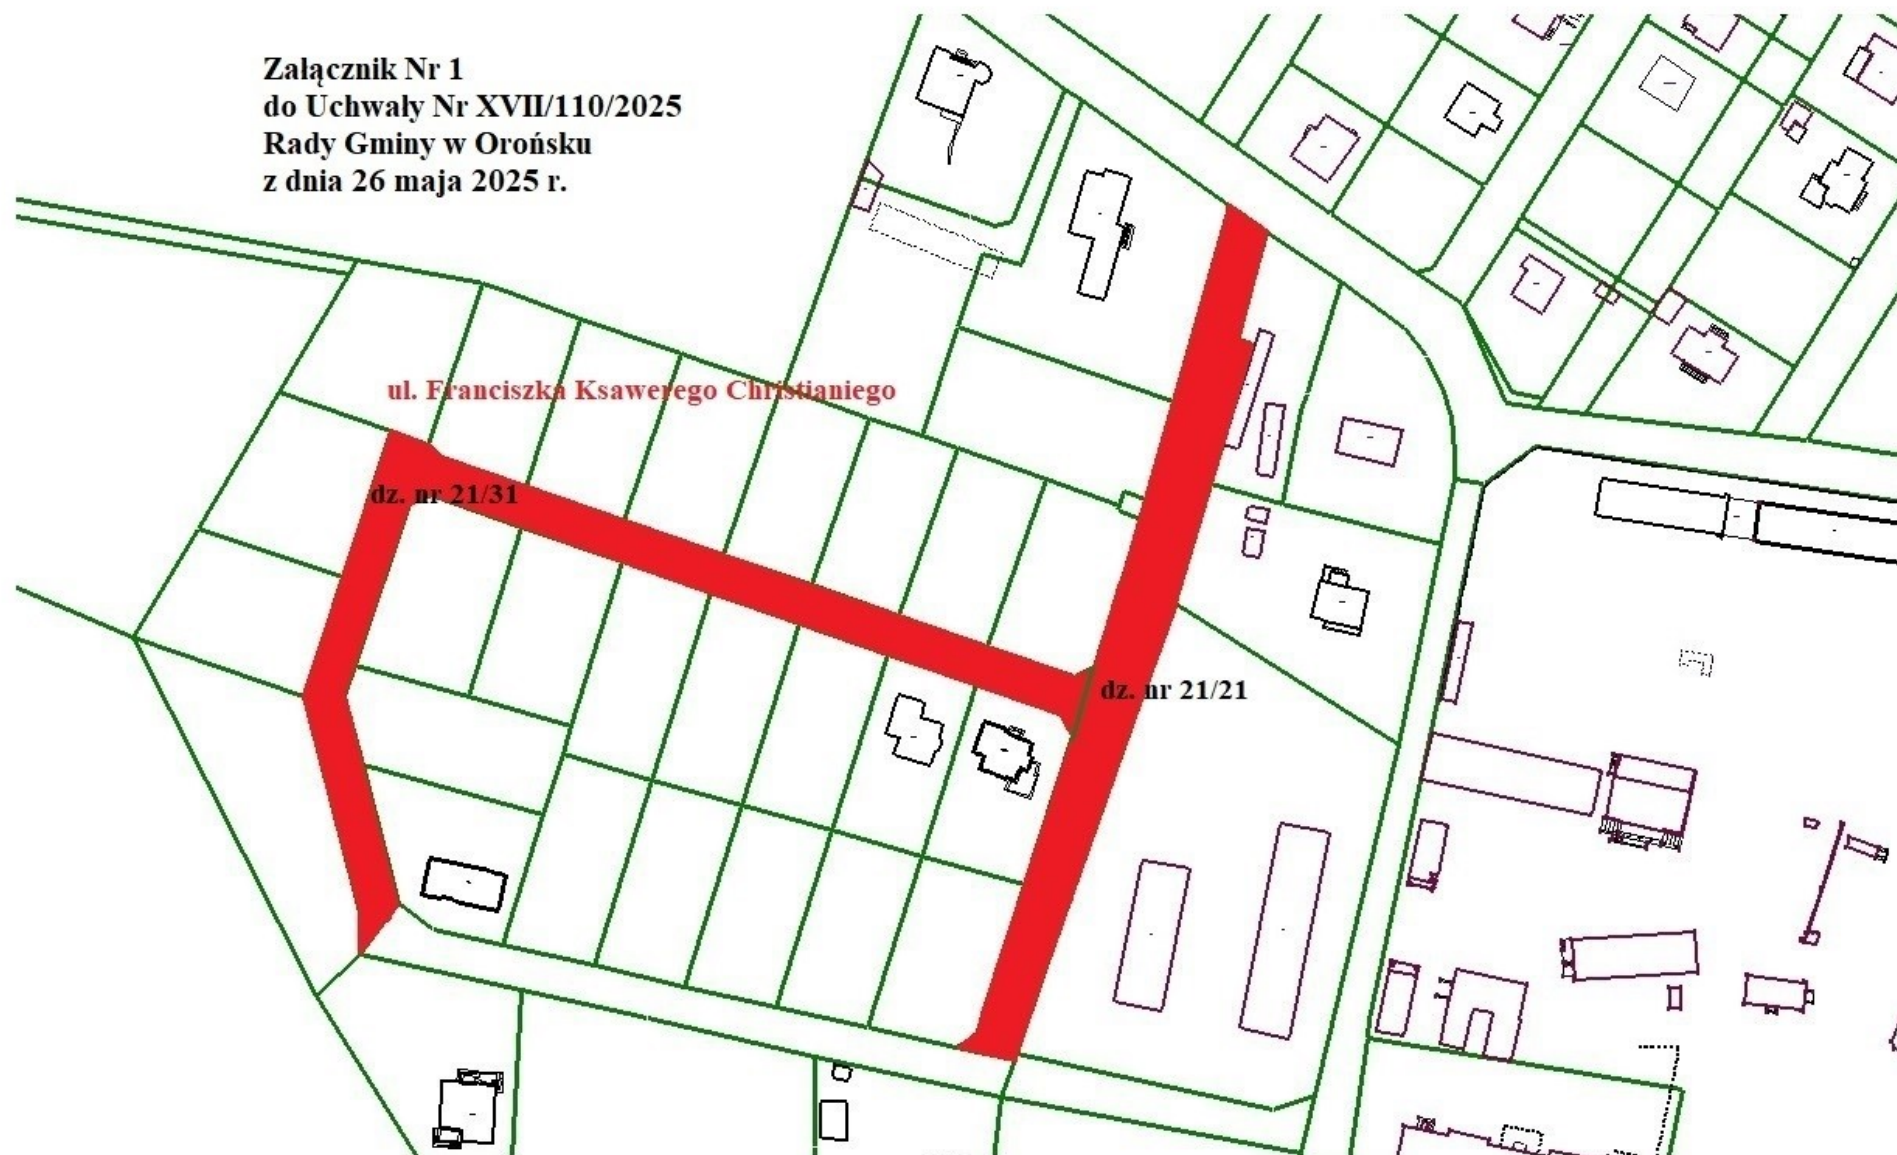 Załącznik Nr 1
do Uchwały Nr XVII/110/2025
Rady Gminy w Orońsku
z dnia 26 maja 2025 r.
ul. Franciszka Ksawerego Christianiego
dz. nr 21/31
dz. nr 21/21